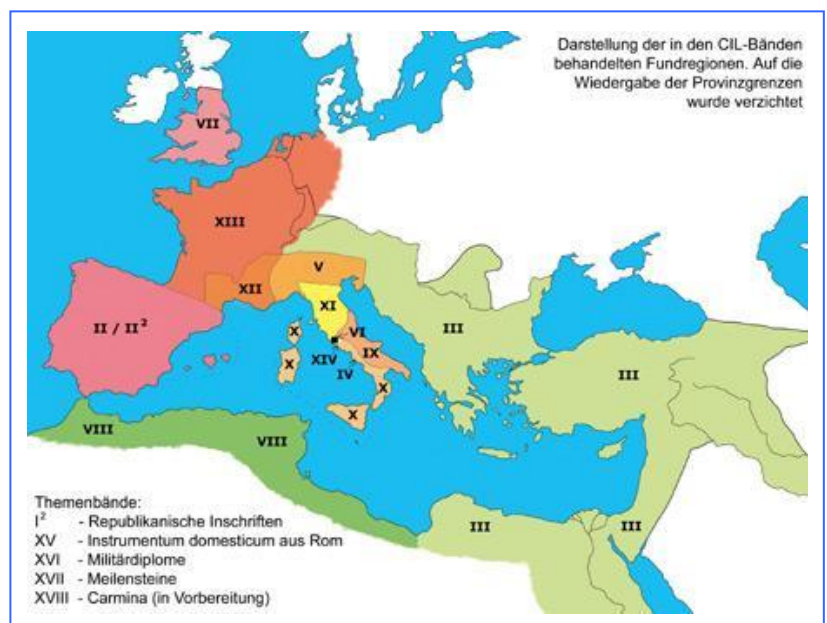 Darstellung der in den CIL-Bänden
behandelten Fundregionen. Auf die
Wiedergabe der Provinzgrenzen
wurde verzichtet
VII
XIII
V
XII
XI
II / II²
X
VI
III
XIV
IX
X
IV
III
X
X
VIII
VIII
III
III
Themenbände:
I² - Republikanische Inschriften
XV - Instrumentum domesticum aus Rom
XVI - Militärdiplome
XVII - Meilensteine
XVIII - Carmina (in Vorbereitung)